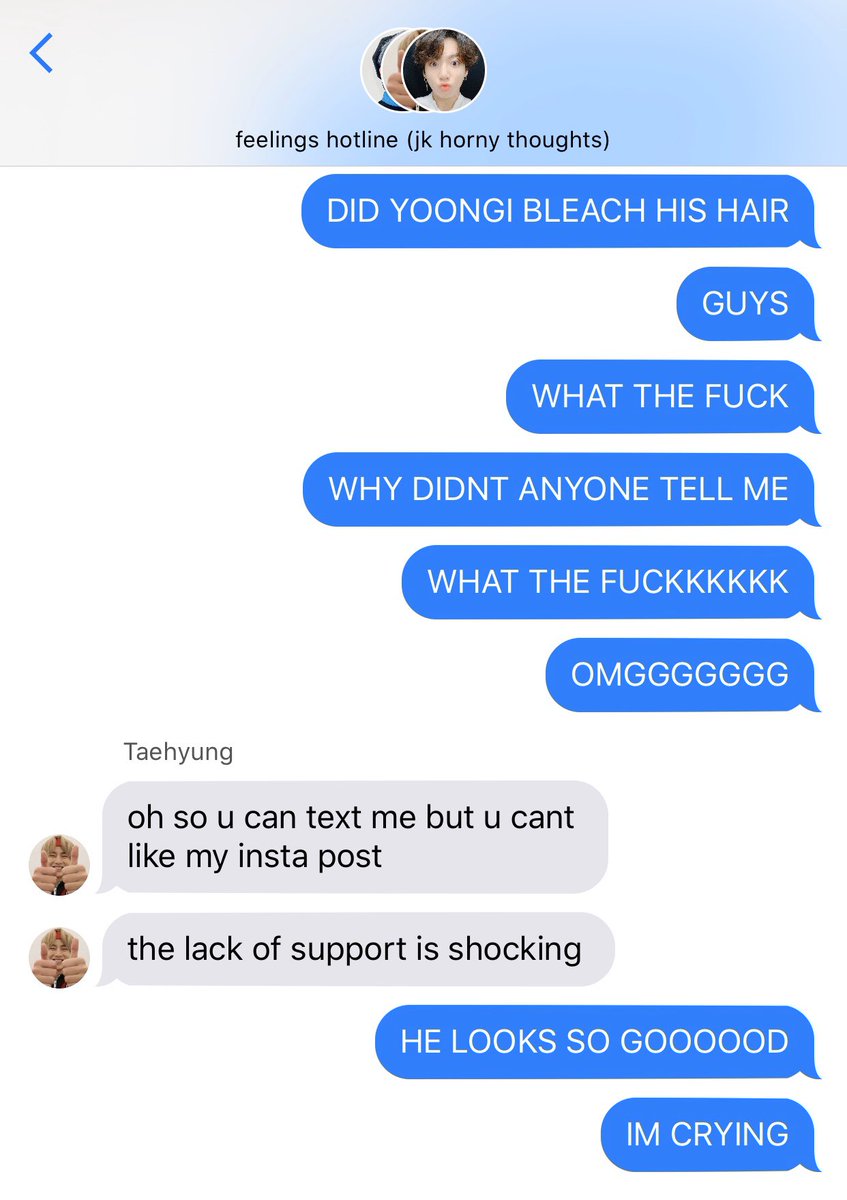 feelings hotline (jk horny thoughts)
DID YOONGI BLEACH HIS HAIR
GUYS
WHAT THE FUCK
WHY DIDNT ANYONE TELL ME
WHAT THE FUCKKKKKK
OMGGGGGGG
Taehyung
oh so u can text me but u cant
like my insta post
the lack of support is shocking
HE LOOKS SO GOOOOOD
IM CRYING